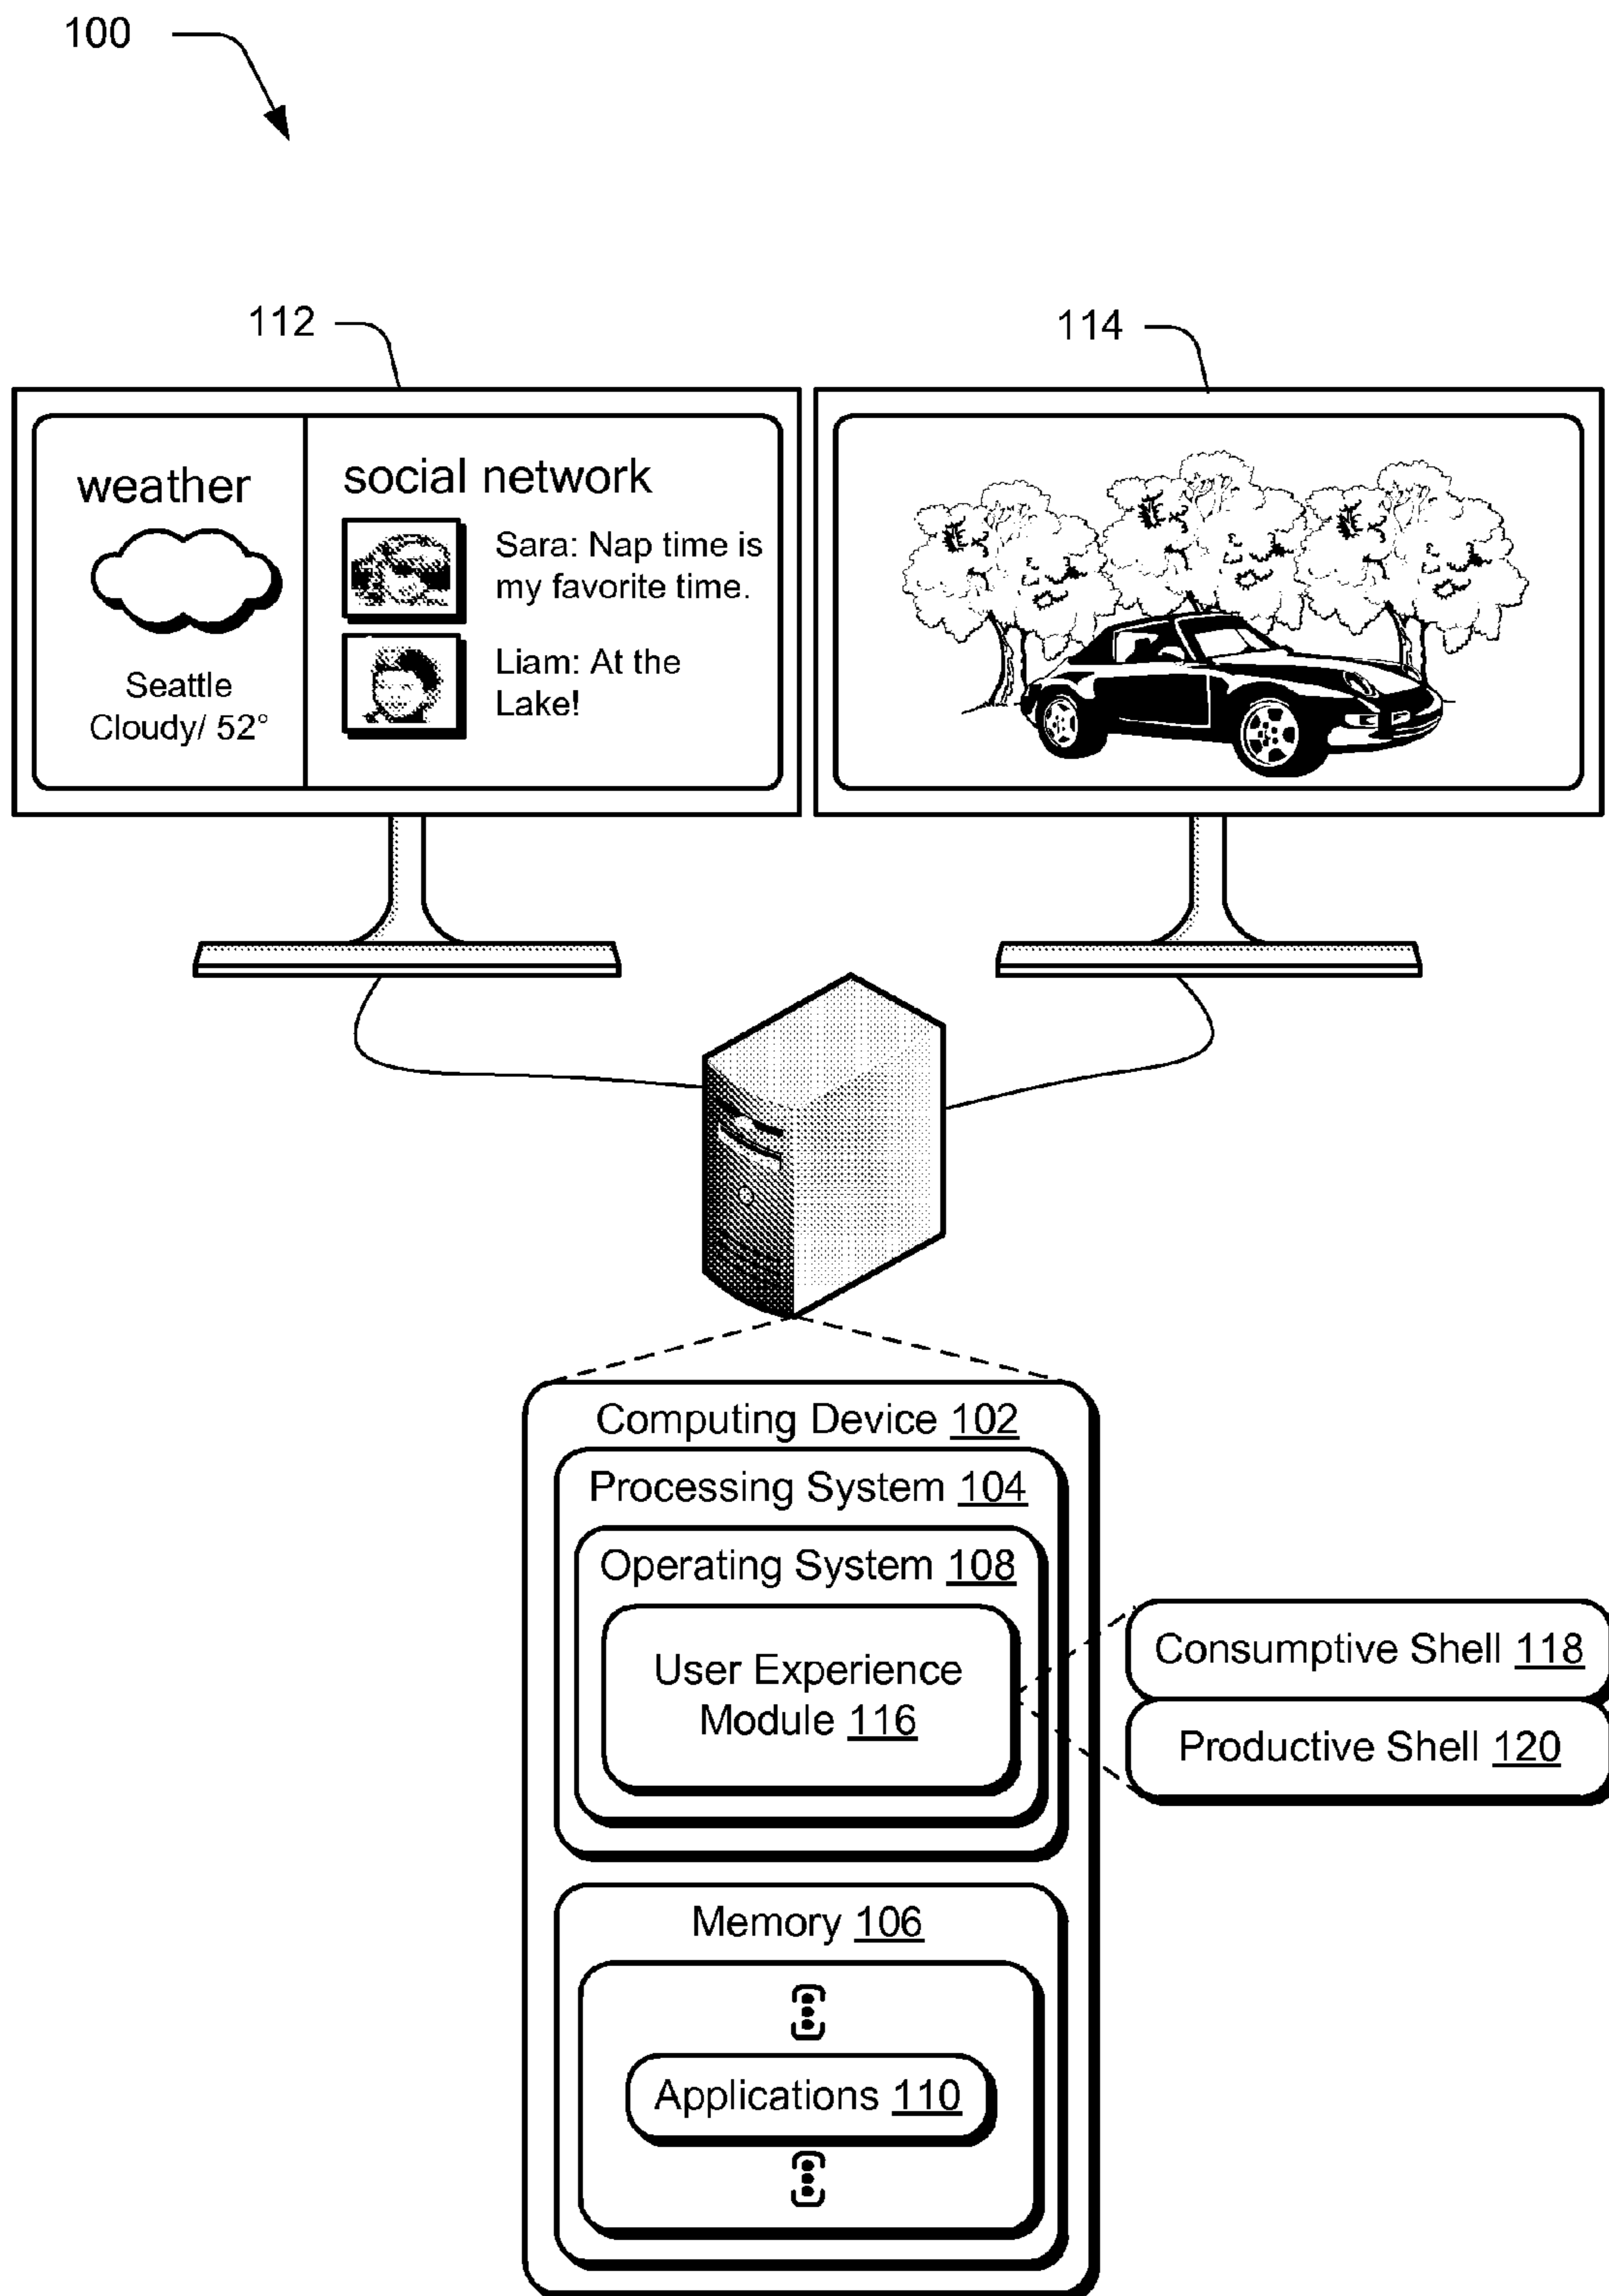 100
112
114
weather
Seattle
Cloudy/ 52°
social network
Sara: Nap time is
my favorite time.
Liam: At the
Lake!
Computing Device 102
Processing System 104
Operating System 108
User Experience
Module 116
Consumptive Shell 118
Productive Shell 120
Memory 106
Applications 110